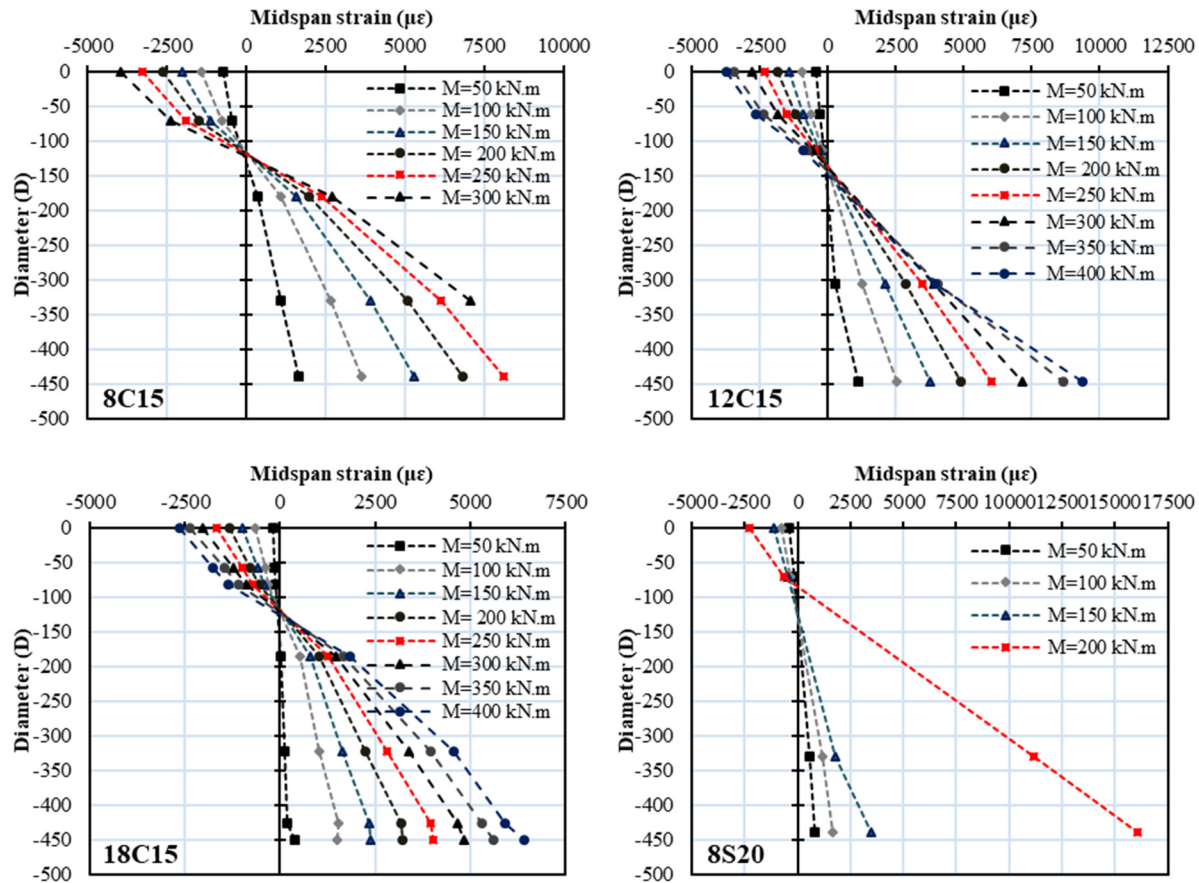 Midspan strain (µε)
-5000 -2500 0 2500 5000 7500 10000
0
-50
-100
-150
-200
-250
-300
-350
-400
-450
-500
Diameter (D)
M=50 kN.m
M=100 kN.m
M=150 kN.m
M= 200 kN.m
M=250 kN.m
M=300 kN.m
8C15
Midspan strain (µε)
-5000 -2500 0 2500 5000 7500 10000 12500
0
-50
-100
-150
-200
-250
-300
-350
-400
-450
-500
Diameter (D)
M=50 kN.m
M=100 kN.m
M=150 kN.m
M= 200 kN.m
M=250 kN.m
M=300 kN.m
M=350 kN.m
M=400 kN.m
12C15
Midspan strain (µε)
-5000 -2500 0 2500 5000 7500
0
-50
-100
-150
-200
-250
-300
-350
-400
-450
-500
Diameter (D)
M=50 kN.m
M=100 kN.m
M=150 kN.m
M= 200 kN.m
M=250 kN.m
M=300 kN.m
M=350 kN.m
M=400 kN.m
18C15
Midspan strain (µε)
-5000 -2500 0 2500 5000 7500 10000 12500 15000 17500
0
-50
-100
-150
-200
-250
-300
-350
-400
-450
-500
Diameter (D)
M=50 kN.m
M=100 kN.m
M=150 kN.m
M=200 kN.m
8S20